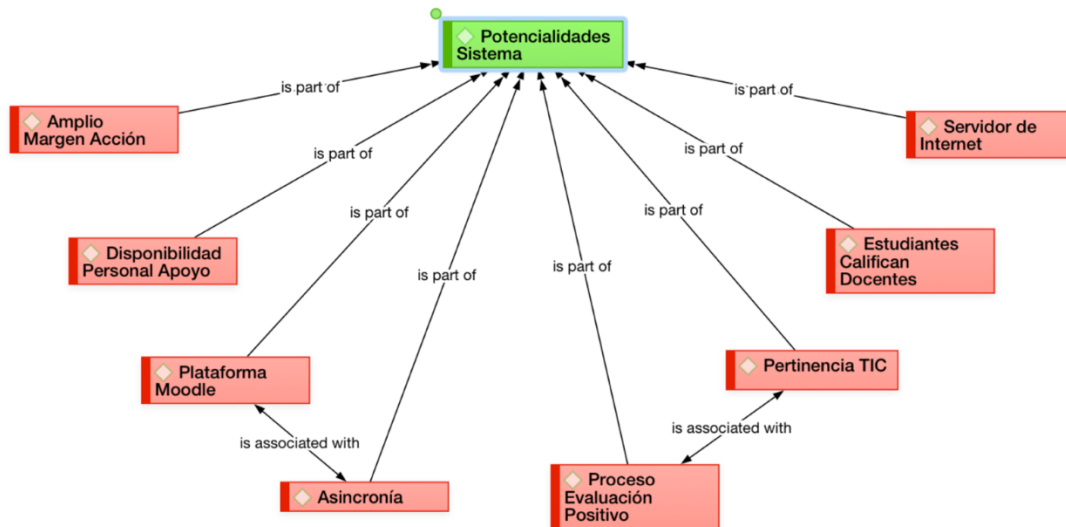 Potencialidades
Sistema
is part of
is part of
Amplio
Margen Acción
Servidor de
Internet
is part of
is part of
is part of
is part of
Disponibilidad
Personal Apoyo
Estudiantes
Califican
Docentes
is part of
is part of
Plataforma
Moodle
Pertinencia TIC
is associated with
is associated with
Asincronía
Proceso
Evaluación
Positivo